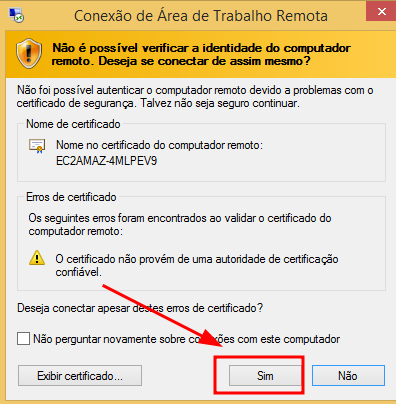 Conexão de Área de Trabalho Remota
Não é possível verificar a identidade do computador
remoto. Deseja se conectar de assim mesmo?
Não foi possível autenticar o computador remoto devido a problemas com o
certificado de segurança. Talvez não seja seguro continuar.
Nome de certificado
Nome no certificado do computador remoto:
EC2AMAZ-4MLPEV9
Erros de certificado
Os seguintes erros foram encontrados ao validar o certificado do
computador remoto:
O certificado não provém de uma autoridade de certificação
confiável.
Deseja conectar apesar destes erros de certificado?
Não perguntar novamente sobre conexões com este computador
Exibir certificado...
Sim
Não